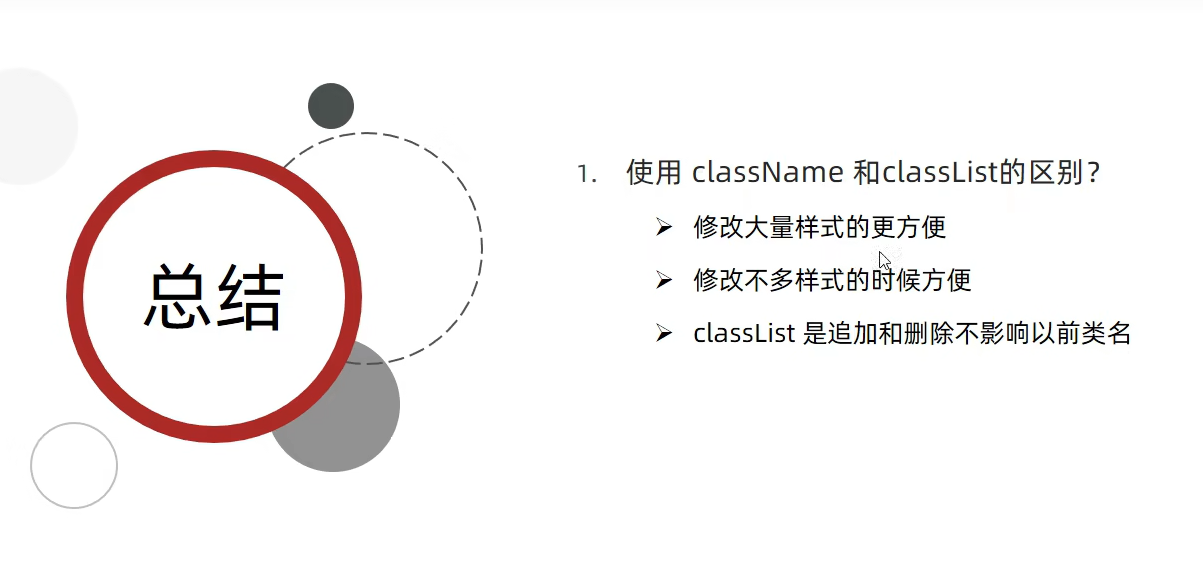 总结
1. 使用 className 和classList的区别？
➢ 修改大量样式的更方便
➢ 修改不多样式的时候方便
➢ classList 是追加和删除不影响以前类名